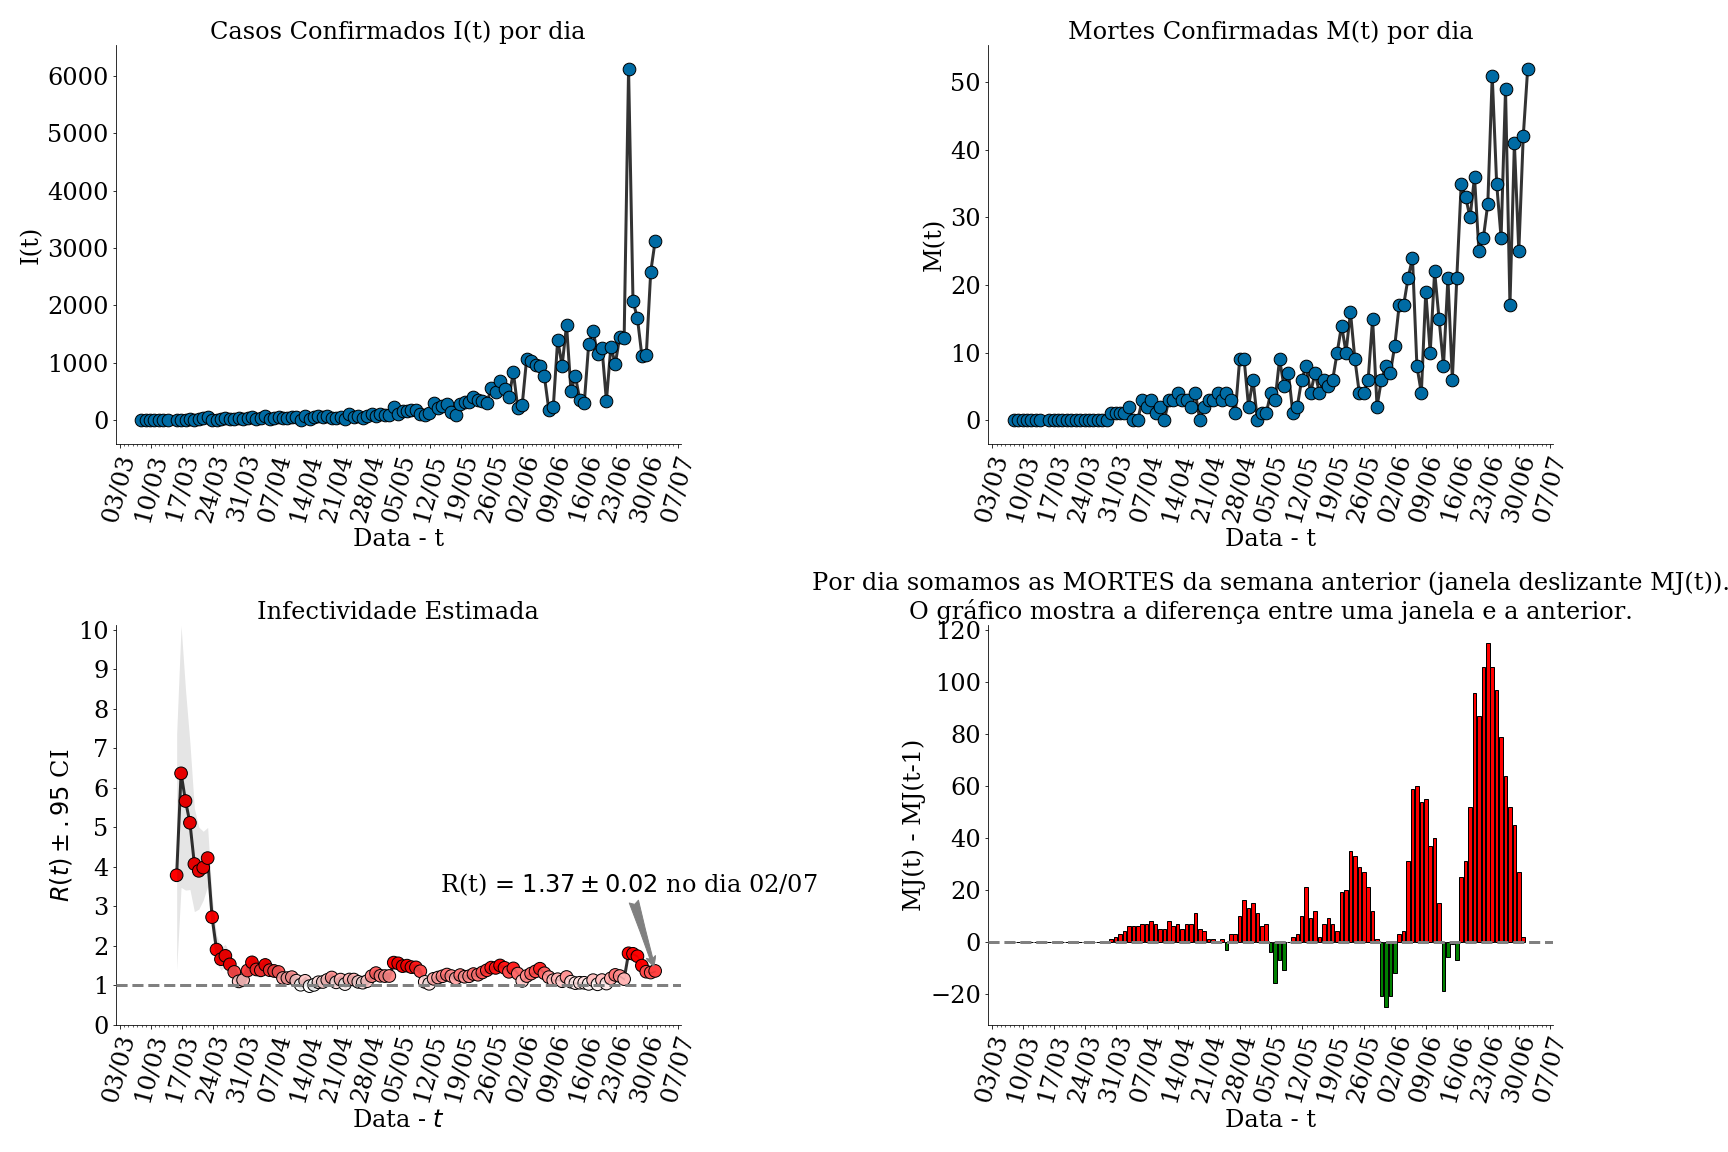 Casos Confirmados I(t) por dia
I(t)
6000
5000
4000
3000
2000
1000
0
03/03 10/03 17/03 24/03 31/03 07/04 14/04 21/04 28/04 05/05 12/05 19/05 26/05 02/06 09/06 16/06 23/06 30/06 07/07
Data - t
Mortes Confirmadas M(t) por dia
M(t)
50
40
30
20
10
0
03/03 10/03 17/03 24/03 31/03 07/04 14/04 21/04 28/04 05/05 12/05 19/05 26/05 02/06 09/06 16/06 23/06 30/06 07/07
Data - t
Infectividade Estimada
R(t) ± .95 CI
10
9
8
7
6
5
4
3
2
1
0
R(t) = 1.37 ± 0.02 no dia 02/07
03/03 10/03 17/03 24/03 31/03 07/04 14/04 21/04 28/04 05/05 12/05 19/05 26/05 02/06 09/06 16/06 23/06 30/06 07/07
Data - t
Por dia somamos as MORTES da semana anterior (janela deslizante MJ(t)).
O gráfico mostra a diferença entre uma janela e a anterior.
MJ(t) - MJ(t-1)
120
100
80
60
40
20
0
−20
03/03 10/03 17/03 24/03 31/03 07/04 14/04 21/04 28/04 05/05 12/05 19/05 26/05 02/06 09/06 16/06 23/06 30/06 07/07
Data - t